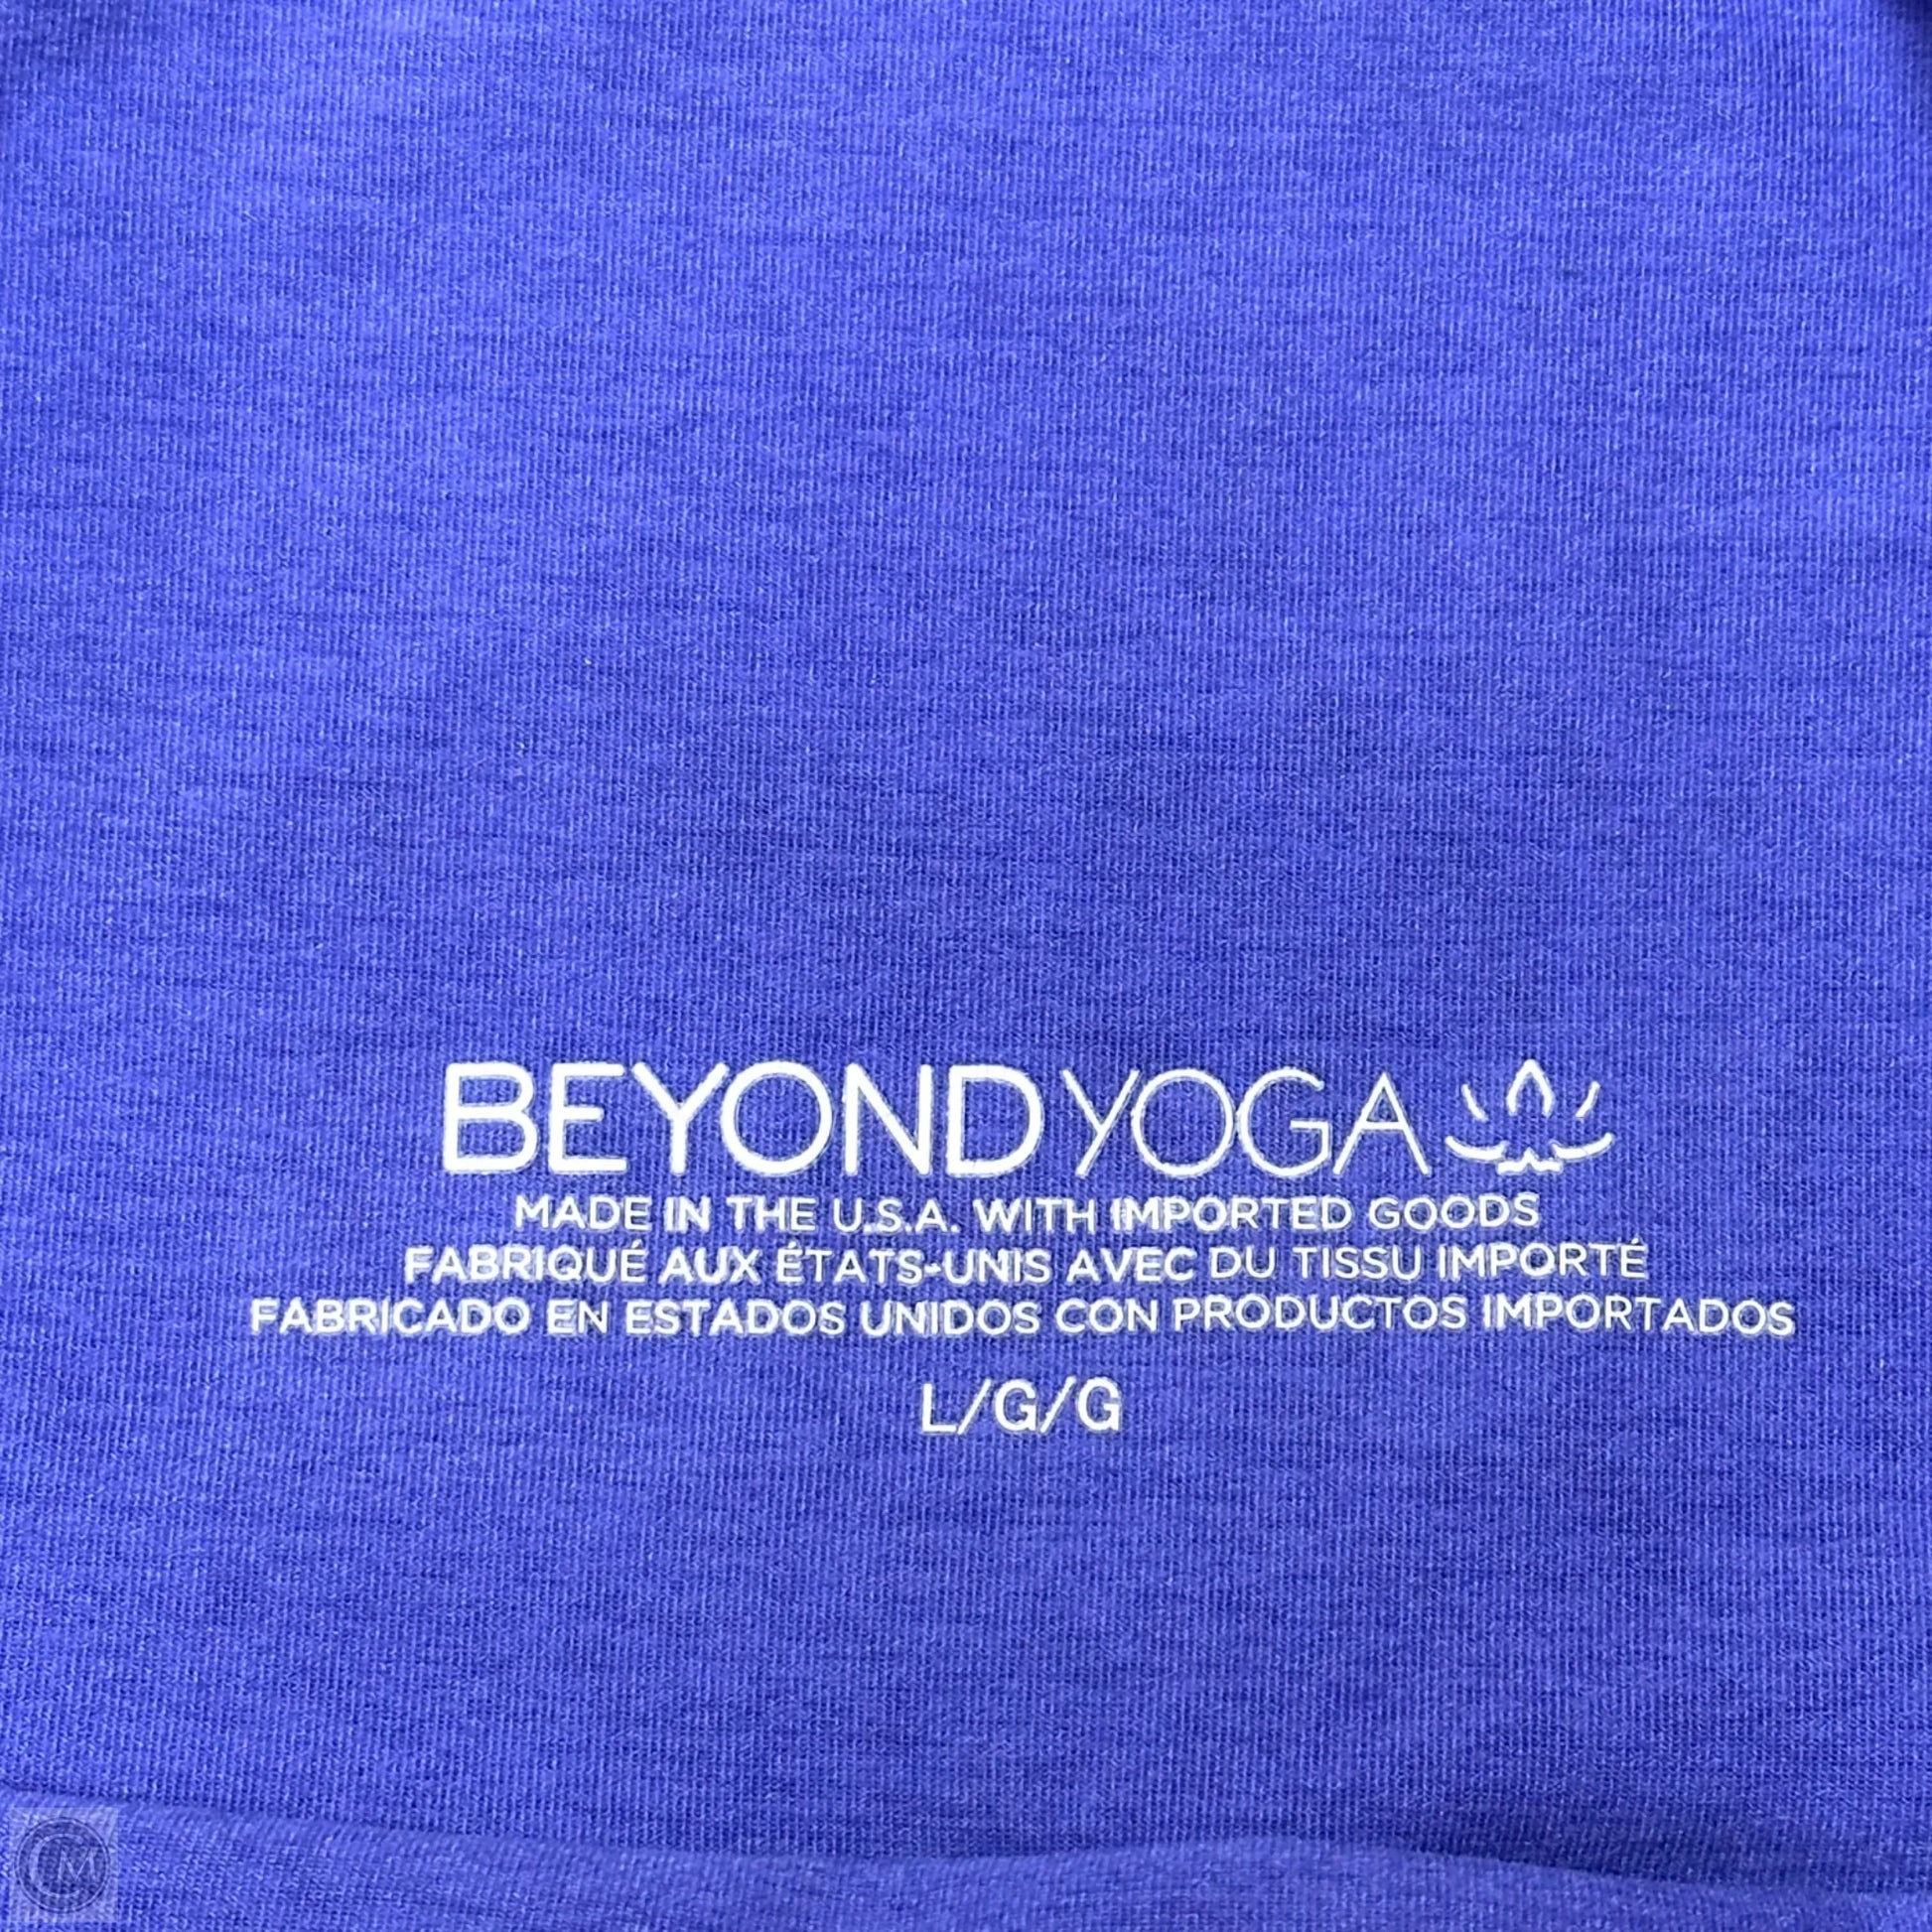 BEYOND YOGA
MADE IN THE U.S.A. WITH IMPORTED GOODS
FABRIQUÉ AUX ÉTATS-UNIS AVEC DU TISSU IMPORTÉ
FABRICADO EN ESTADOS UNIDOS CON PRODUCTOS IMPORTADOS
L/G/G